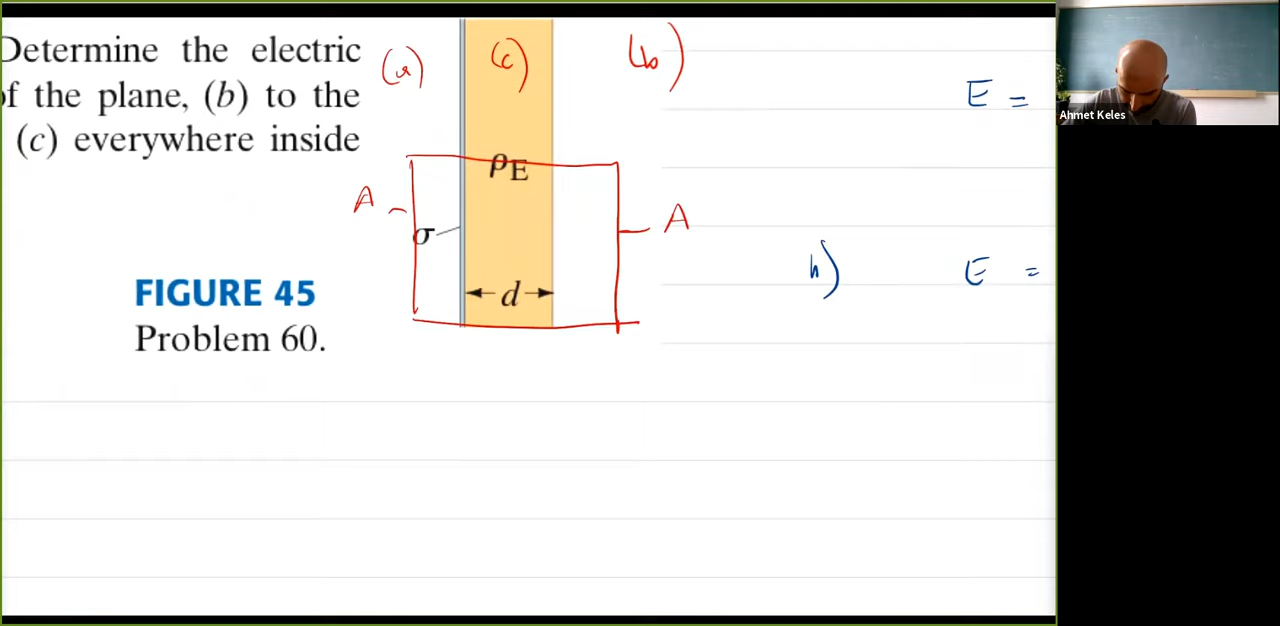 Determine the electric
of the plane, (b) to the
(c) everywhere inside
(a) (c) (b)
ρE
A
A
σ
d
FIGURE 45
Problem 60.
E =
b) E =
Ahmet Keles